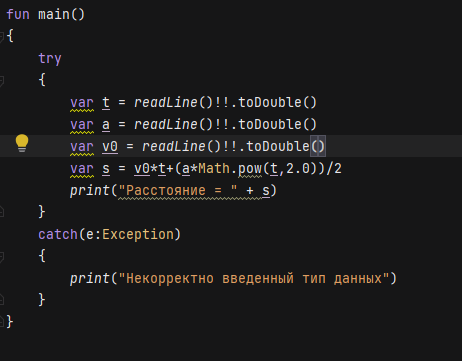 fun main()
{
try
{
var t = readLine()!!.toDouble()
var a = readLine()!!.toDouble()
var v0 = readLine()!!.toDouble()
var s = v0*t+(a*Math.pow(t,2.0))/2
print("Расстояние = " + s)
}
catch(e:Exception)
{
print("Некорректно введенный тип данных")
}
}